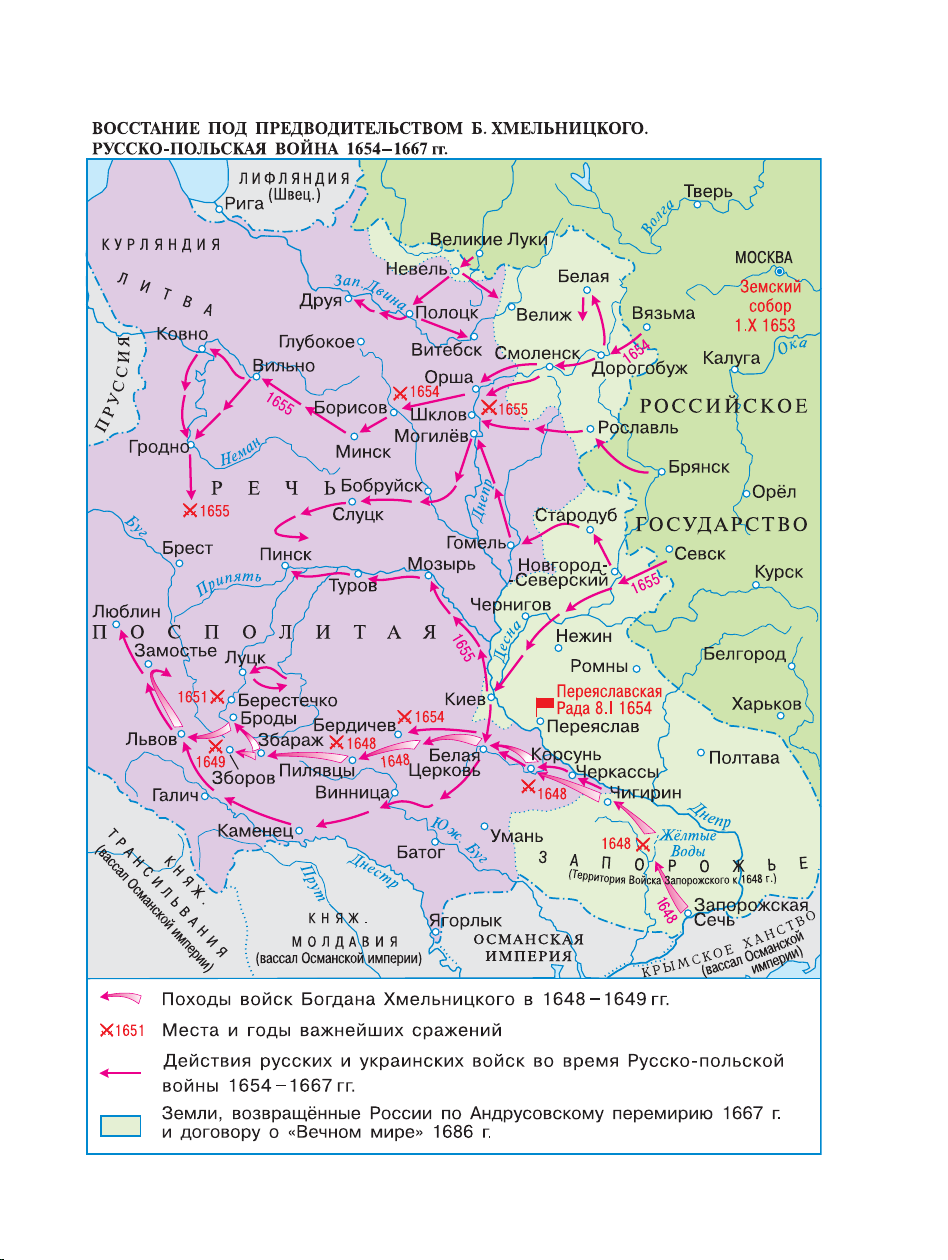 ВОССТАНИЕ ПОД ПРЕДВОДИТЕЛЬСТВОМ Б. ХМЕЛЬНИЦКОГО.
РУССКО-ПОЛЬСКАЯ ВОЙНА 1654–1667 гг.
ЛИФЛЯНДИЯ
(Швец.)
Рига
Тверь
Волга
КУРЛЯНДИЯ
Великие Луки
МОСКВА
Невель
Белая
Земский
собор
1.X 1653
ЛИТВА
Зап. Двина
Друя
Полоцк
Велиж
Вязьма
Ковно
Глубокое
Витебск
Смоленск
1654
Ока
Калуга
ПРУССИЯ
Вильно
Орша
Дорогобуж
1654
1655
Борисов
Шклов
1655
РОССИЙСКОЕ
Могилёв
Рославль
Гродно
Неман
Минск
Брянск
РЕЧЬ
Бобруйск
Днепр
Орёл
1655
Слуцк
Стародуб
ГОСУДАРСТВО
Буг
Гомель
Севск
Брест
Пинск
Мозырь
Новгород-
-Северский
1655
Курск
Припять
Туров
Чернигов
Люблин
ПОСПОЛИТАЯ
1655
Десна
Нежин
Замостье
Луцк
Ромны
Белгород
1651
Берестечко
Киев
Переяславская
Рада 8.I 1654
Харьков
Броды
Бердичев
1654
Переяслав
Львов
Збараж
1648
1648
Белая
Церковь
Корсунь
Полтава
1649
Зборов
Пилявцы
Черкассы
Галич
Винница
1648
Чигирин
Днепр
Каменец
Юж. Буг
Умань
1648
Жёлтые
Воды
Батог
ЗАПОРОЖЬЕ
(Территория Войска Запорожского к 1648 г.)
Днестр
Прут
1648
КНЯЖ.
ТРАНСИЛЬВАНИЯ
(вассал Османской империи)
КНЯЖ.
МОЛДАВИЯ
(вассал Османской империи)
Ягорлык
Запорожская
Сечь
ОСМАНСКАЯ
ИМПЕРИЯ
КРЫМСКОЕ ХАНСТВО
(вассал Османской
империи)
Походы войск Богдана Хмельницкого в 1648–1649 гг.
1651 Места и годы важнейших сражений
Действия русских и украинских войск во время Русско-польской
войны 1654–1667 гг.
Земли, возвращённые России по Андрусовскому перемирию 1667 г.
и договору о «Вечном мире» 1686 г.